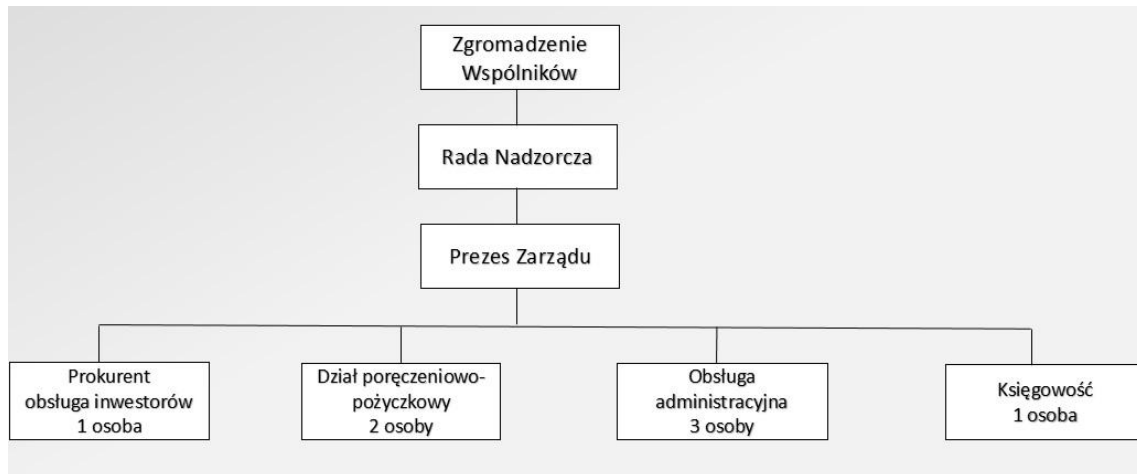 Zgromadzenie
Wspólników
Rada Nadzorcza
Prezes Zarządu
Prokurent
obsługa inwestorów
1 osoba
Dział poręczeniowo-
pożyczkowy
2 osoby
Obsługa
administracyjna
3 osoby
Księgowość
1 osoba